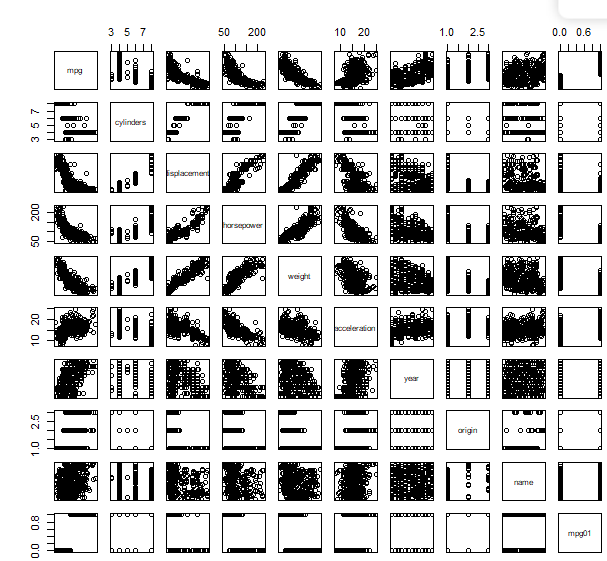 3 5 7
50 200
10 20
1.0 2.5
0.0 0.6
mpg
3 5 7
cylinders
displacement
50 200
horsepower
weight
10 20
acceleration
year
1.0 2.5
origin
name
0.0 0.8
mpg01